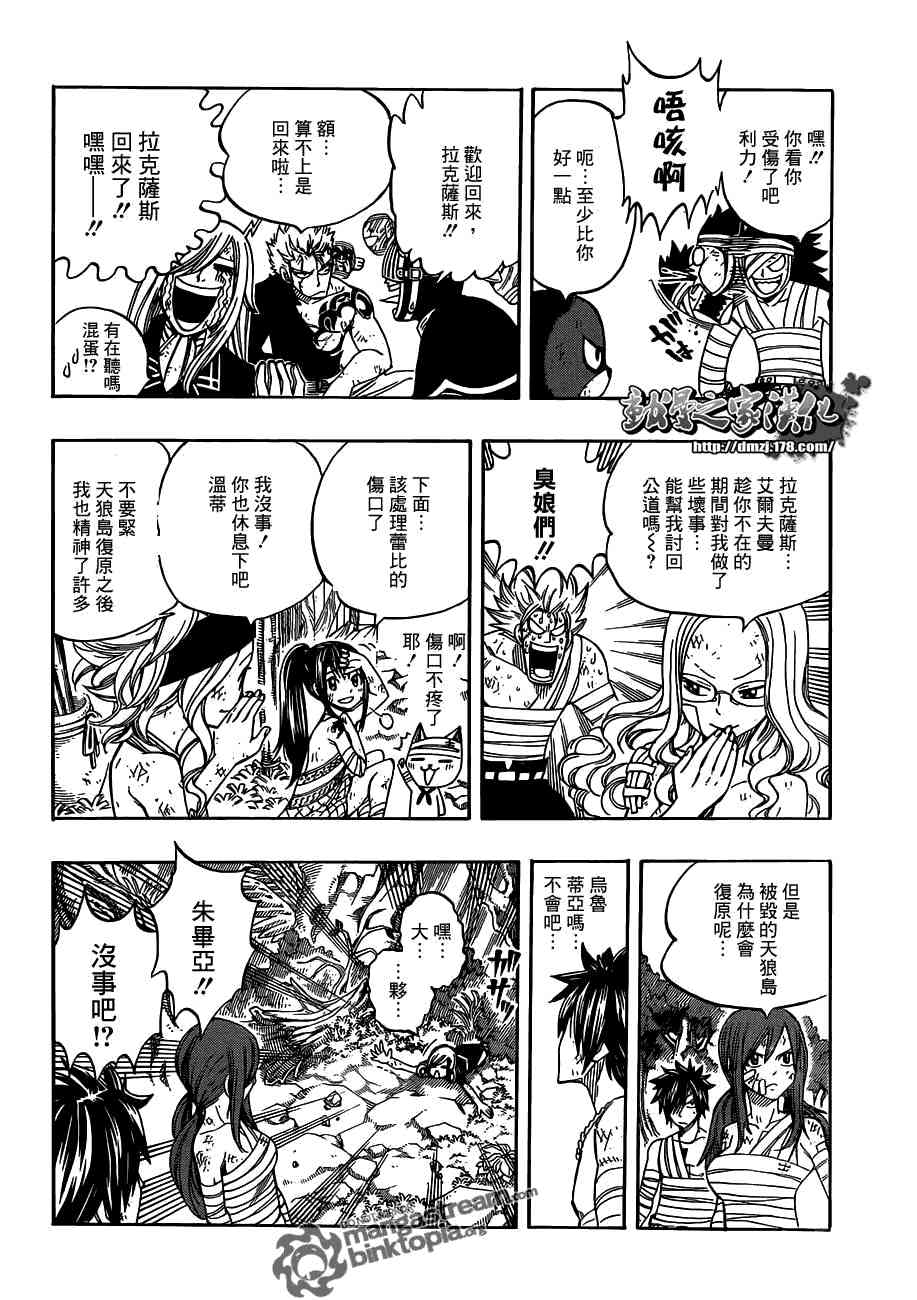 嘿!!
你看你
受傷了吧
利力!
唔咳啊
呃…至少比你
好一點
歡迎回來，
拉克薩斯!
額…
算不上是
回來啦…
拉克薩斯
回來了!!
嘿嘿——!!
有在聽嗎
混蛋!?
動漫之家漢化
http://dmzj.178.com/
拉克薩斯…
艾爾夫曼
趁你不在的
期間對我做了
些壞事…
能幫我討回
公道嗎～?
臭娘們!!
下面…
該處理蕾比的
傷口了
啊!
傷口不疼了
耶!
我沒事!
你也休息下吧
溫蒂
不要緊
天狼島復原之後
我也精神了許多
但是
被毀的天狼島
為什麼會
復原呢…
烏魯
蒂亞嗎…
不會吧…
嘿…
大…
…夥…
朱畢亞!!
沒事吧!?
mangastream.com
binktopia.org